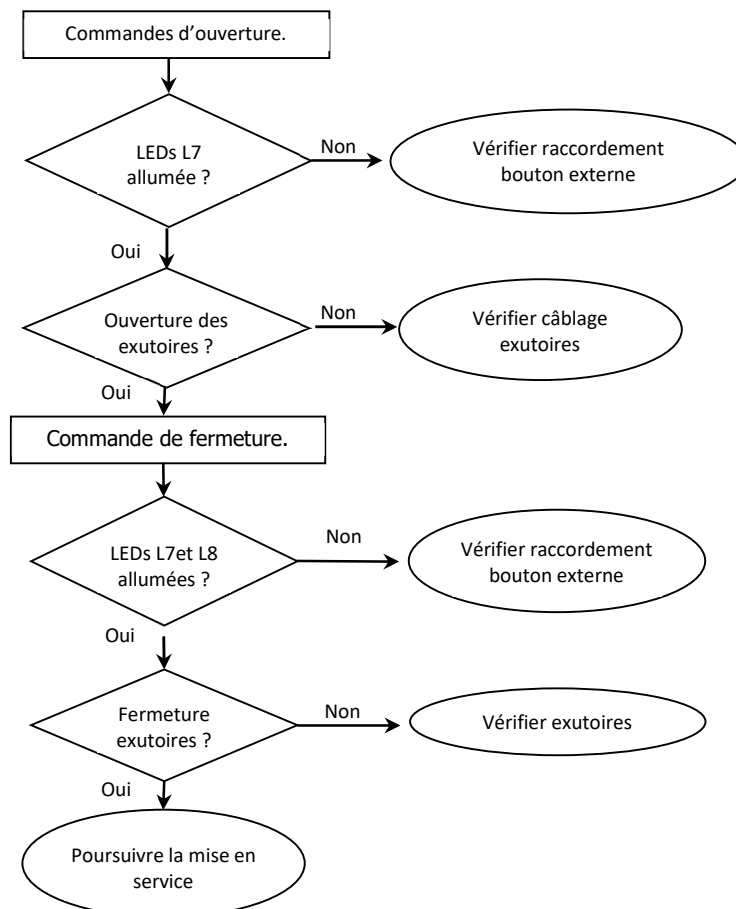 Commandes d'ouverture.
LEDs L7
allumée ?
Non
Vérifier raccordement
bouton externe
Oui
Ouverture des
exutoires ?
Non
Vérifier câblage
exutoires
Oui
Commande de fermeture.
LEDs L7et L8
allumées ?
Non
Vérifier raccordement
bouton externe
Oui
Fermeture
exutoires ?
Non
Vérifier exutoires
Oui
Poursuivre la mise en
service